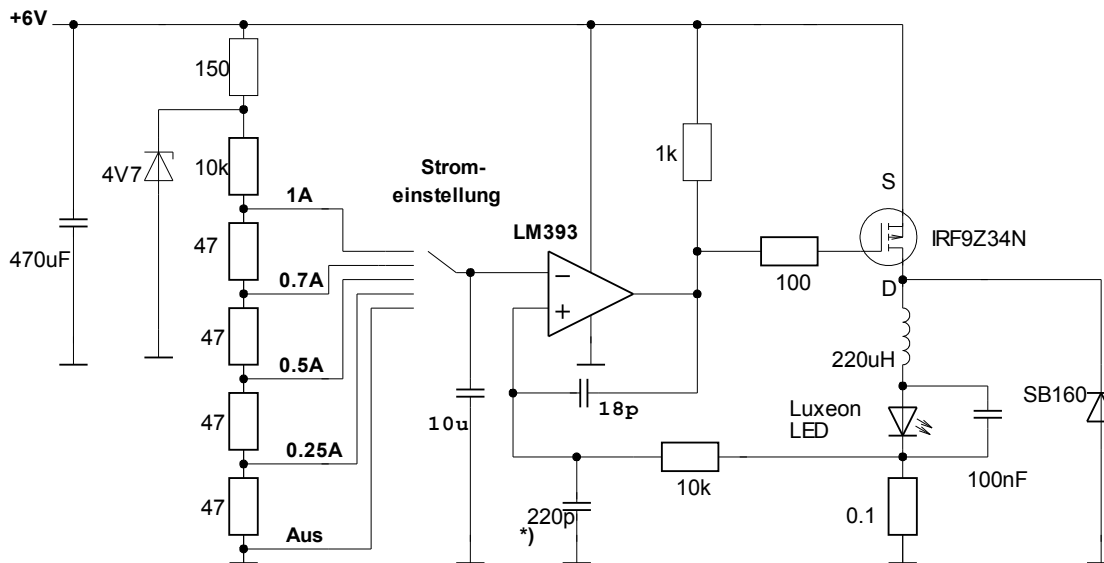 +6V
150
4V7
10k
470uF
1A
47
0.7A
47
0.5A
47
0.25A
47
Aus
Strom-
einstellung
LM393
−
+
10u
18p
220p
*)
10k
1k
100
S
IRF9Z34N
D
220uH
Luxeon
LED
100nF
SB160
0.1